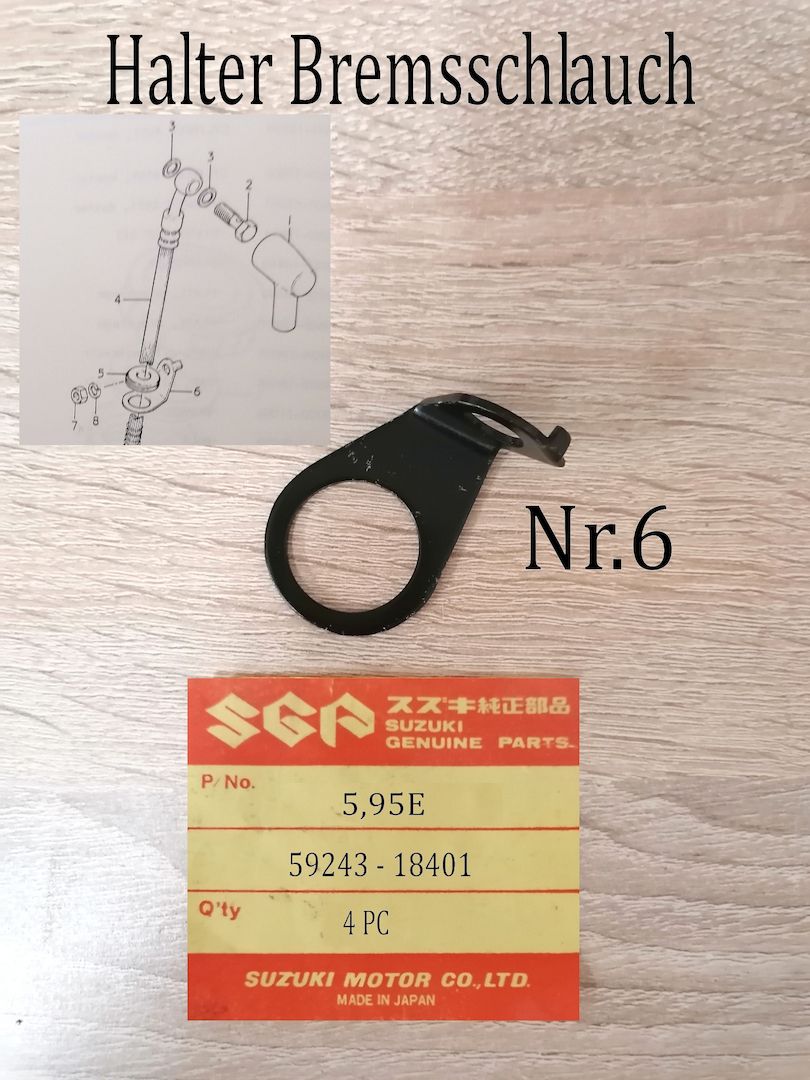 Halter Bremsschlauch
3
3
2
1
4
5
6
7
8
Nr.6
SGP スズキ純正部品
SUZUKI
GENUINE PARTS
P/No.
5,95E
59243 - 18401
Q'ty
4 PC
SUZUKI MOTOR CO.,LTD.
MADE IN JAPAN